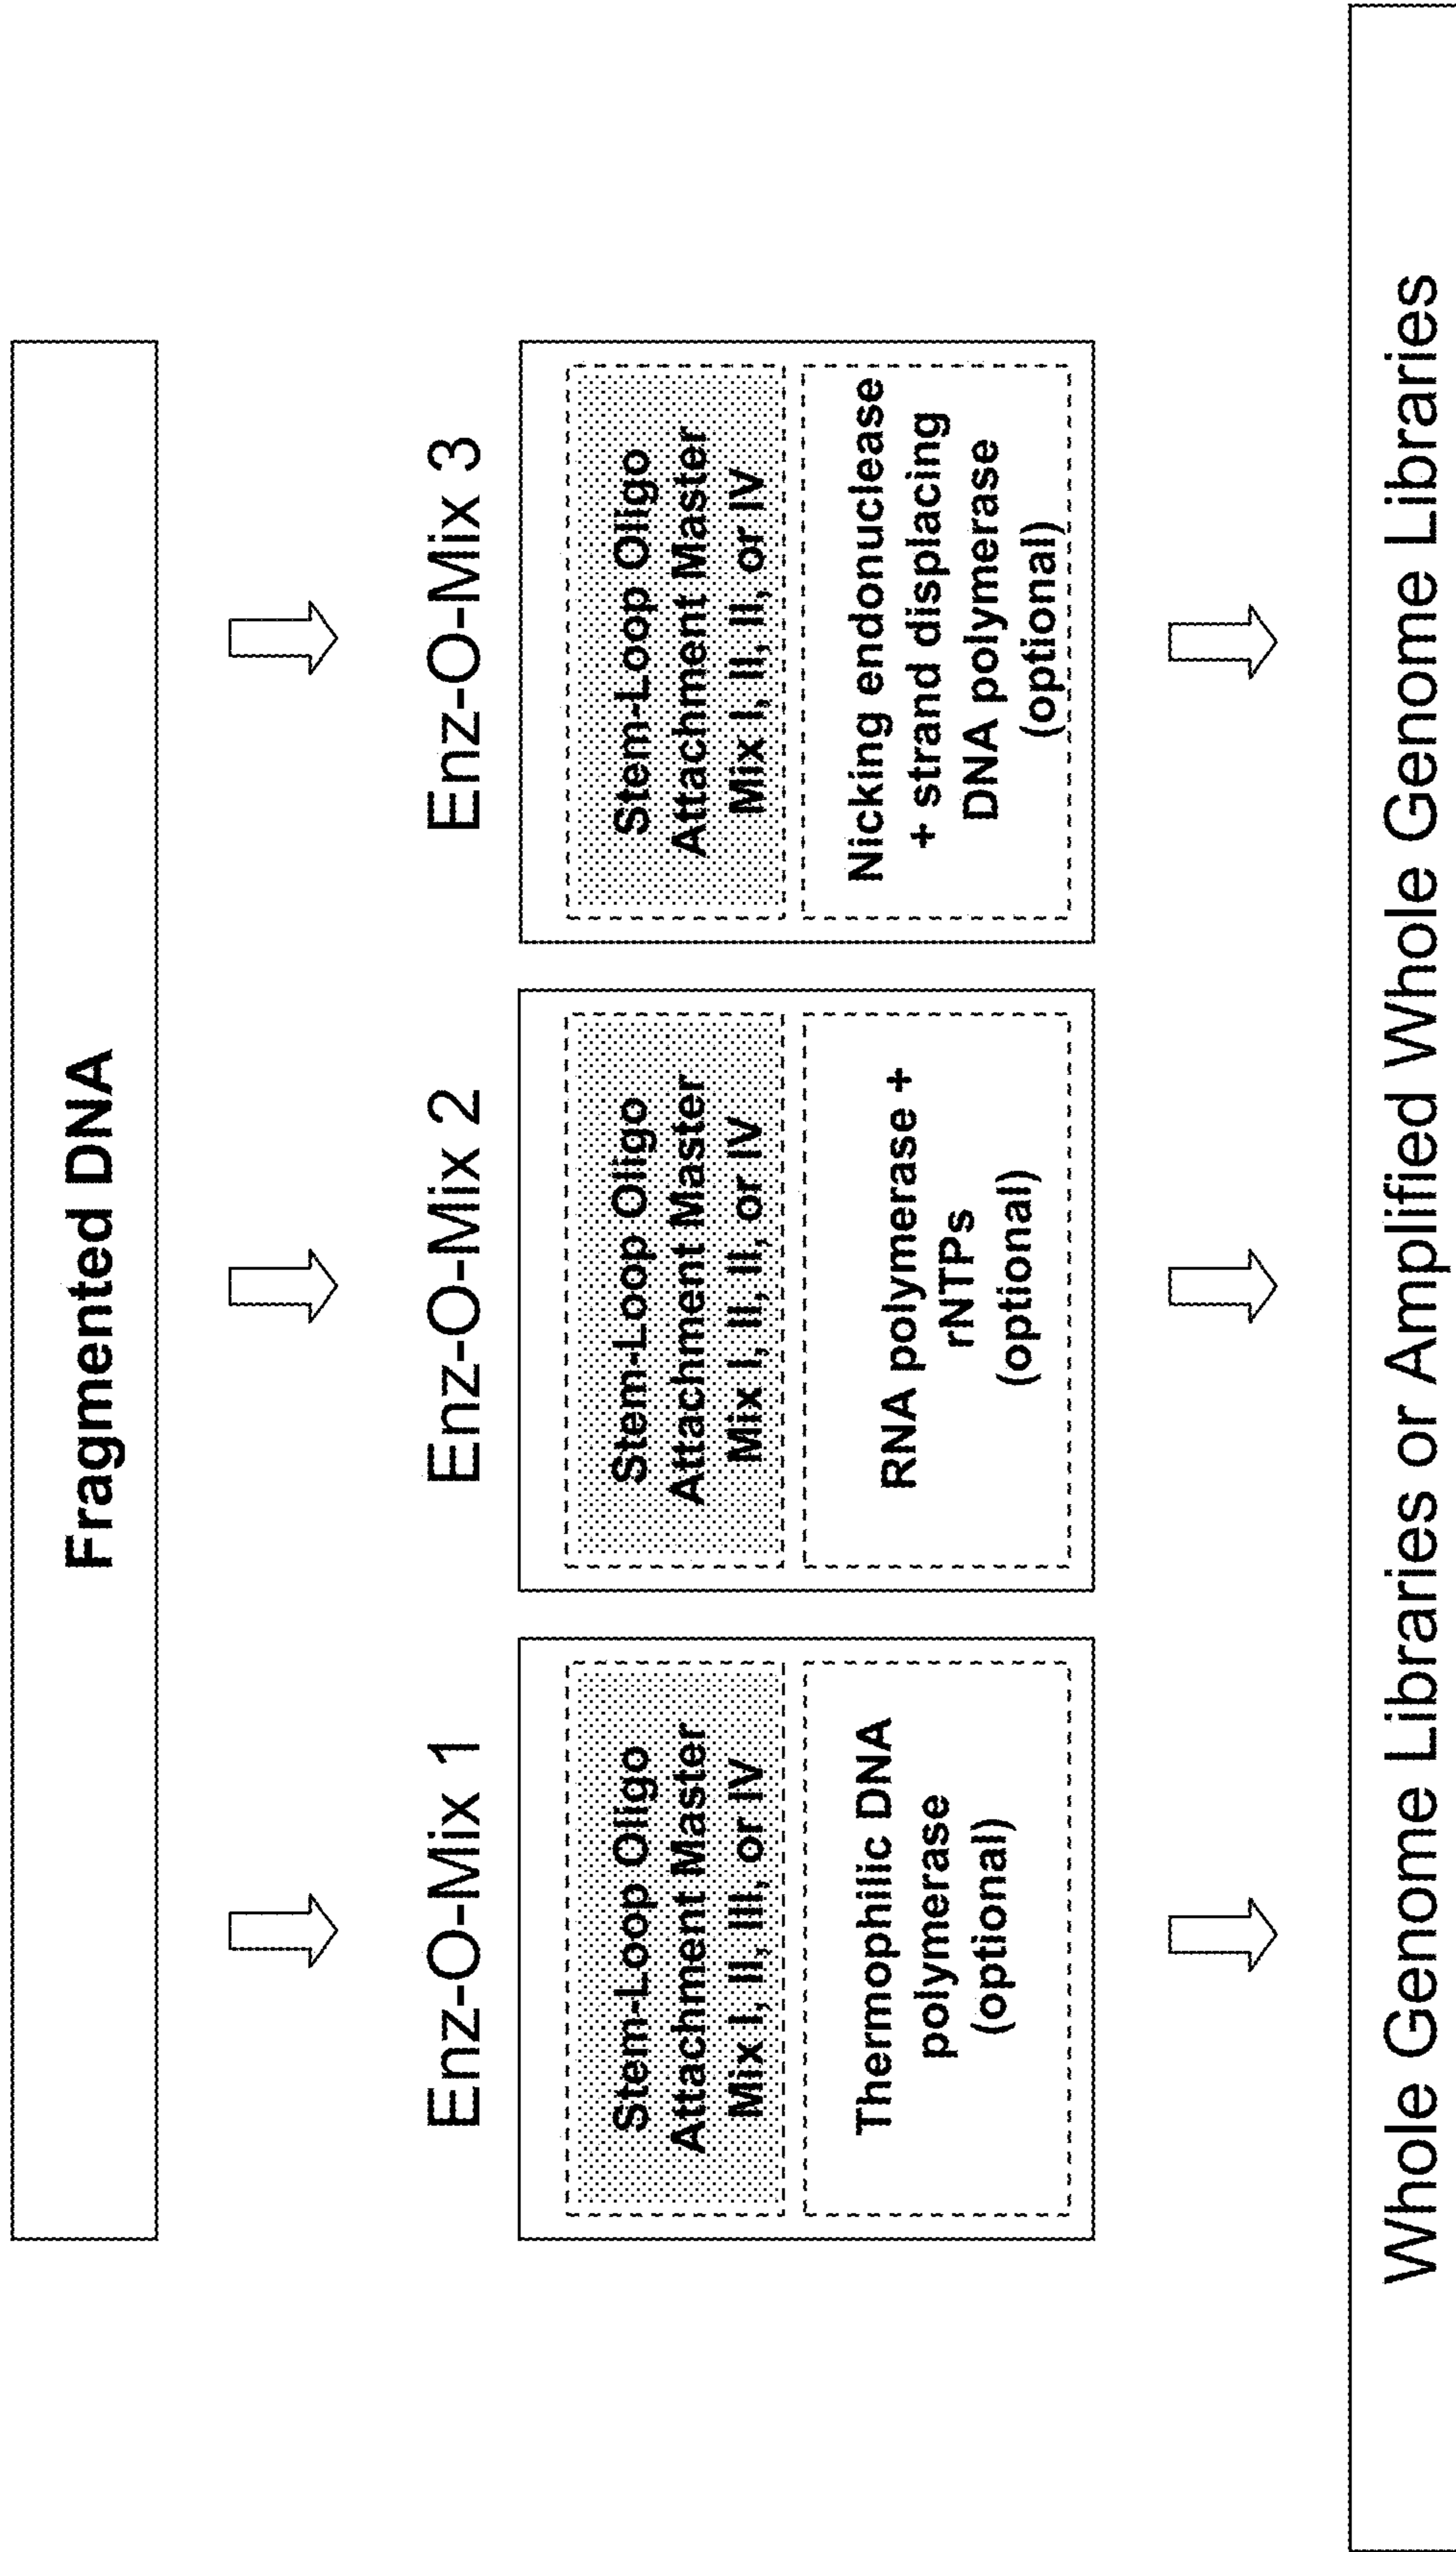 Fragmented DNA
Enz-O-Mix 1
Stem-Loop Oligo
Attachment Master
Mix I, II, III, or IV
Thermophilic DNA
polymerase
(optional)
Enz-O-Mix 2
Stem-Loop Oligo
Attachment Master
Mix I, II, II, or IV
RNA polymerase +
rNTPs
(optional)
Enz-O-Mix 3
Stem-Loop Oligo
Attachment Master
Mix I, II, II, or IV
Nicking endonuclease
+ strand displacing
DNA polymerase
(optional)
Whole Genome Libraries or Amplified Whole Genome Libraries